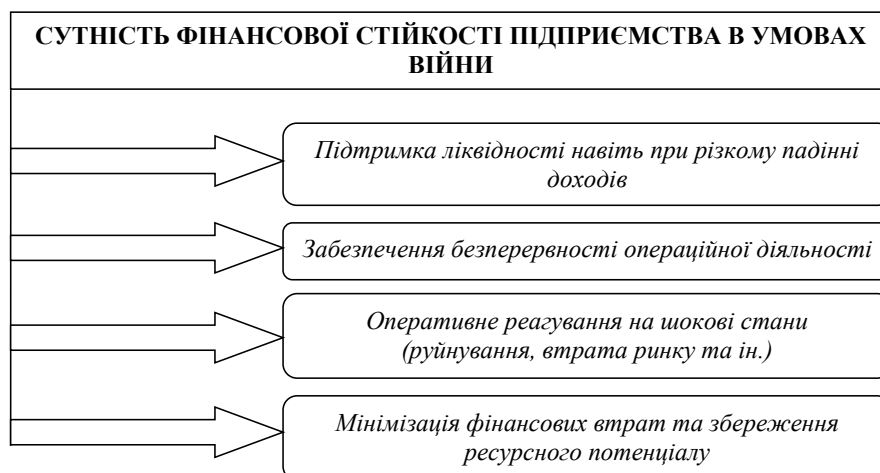 СУТНІСТЬ ФІНАНСОВОЇ СТІЙКОСТІ ПІДПРИЄМСТВА В УМОВАХ
ВІЙНИ
Підтримка ліквідності навіть при різкому падінні
доходів
Забезпечення безперервності операційної діяльності
Оперативне реагування на шокові стани
(руйнування, втрата ринку та ін.)
Мінімізація фінансових втрат та збереження
ресурсного потенціалу